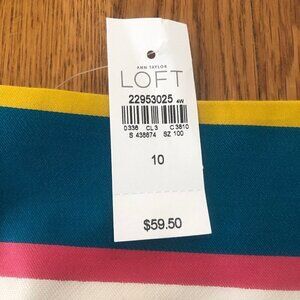 ANN TAYLOR
LOFT
22953025 4W
0336 CL3 C3810
S 438874 SZ 100
10
$59.50